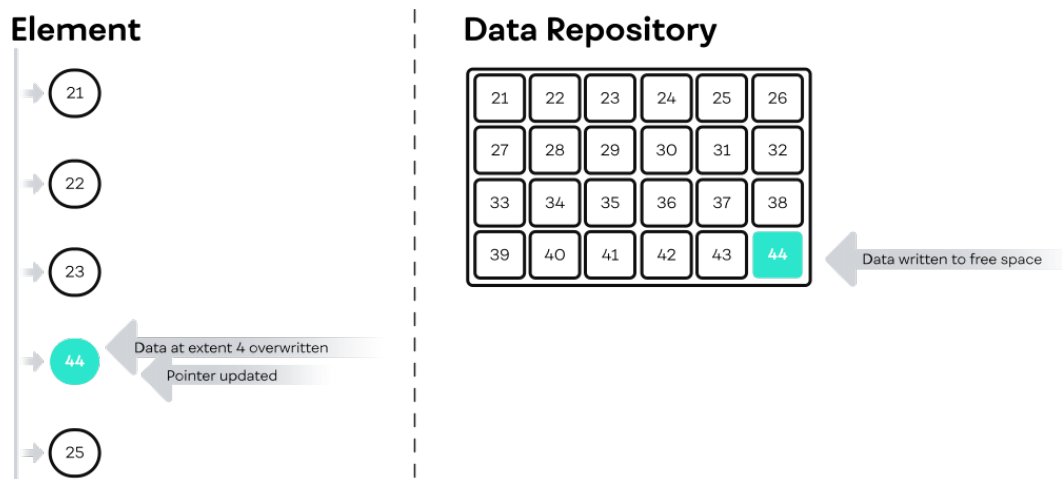 Element
21
22
23
Data at extent 4 overwritten
44
Pointer updated
25
Data Repository
21 22 23 24 25 26
27 28 29 30 31 32
33 34 35 36 37 38
39 40 41 42 43 44
Data written to free space